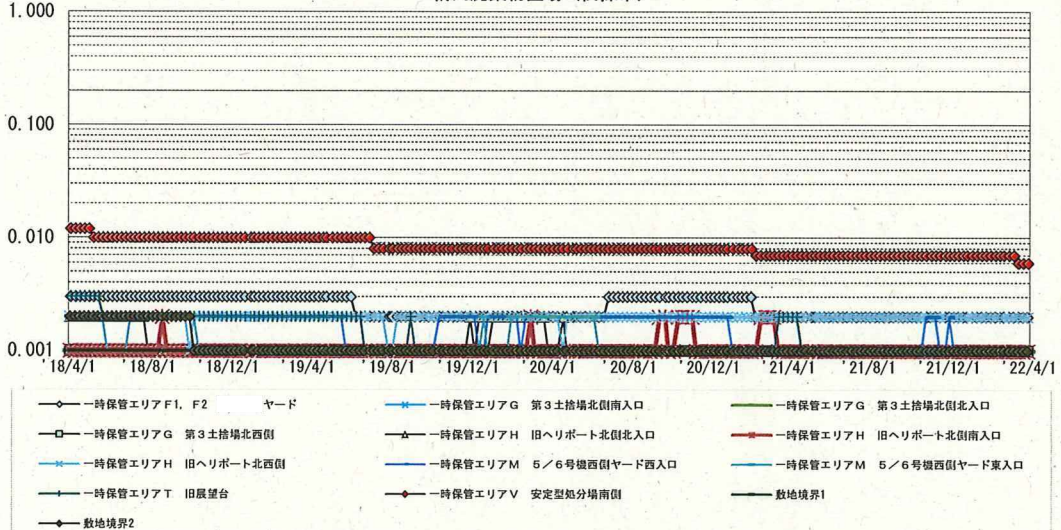 1.000
0.100
0.010
0.001
'18/4/1 '18/8/1 '18/12/1 '19/4/1 '19/8/1 '19/12/1 '20/4/1 '20/8/1 '20/12/1 '21/4/1 '21/8/1 '21/12/1 '22/4/1
一時保管エリアF1, F2 ヤード
一時保管エリアG 第3土捨場北側南入口
一時保管エリアG 第3土捨場北側北入口
一時保管エリアG 第3土捨場北西側
一時保管エリアH 旧ヘリポート北側北入口
一時保管エリアH 旧ヘリポート北側南入口
一時保管エリアH 旧ヘリポート北西側
一時保管エリアM 5/6号機西側ヤード西入口
一時保管エリアM 5/6号機西側ヤード東入口
一時保管エリアT 旧展望台
一時保管エリアV 安定型処分場南側
敷地境界1
敷地境界2